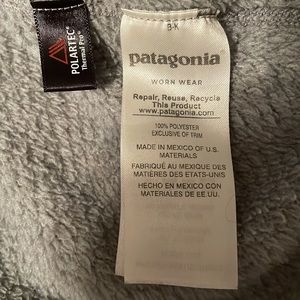 POLARTEC®
Thermal Pro
B-K
patagonia®
WORN WEAR
Repair, Reuse, Recycle
This Product
www.patagonia.com
100% POLYESTER
EXCLUSIVE OF TRIM
MADE IN MEXICO OF U.S.
MATERIALS
FABRIQUÉ AU MEXIQUE DES
MATIÈRES DES ETATS-UNIS
HECHO EN MEXICO CON
MATERIALES DE EE.UU.